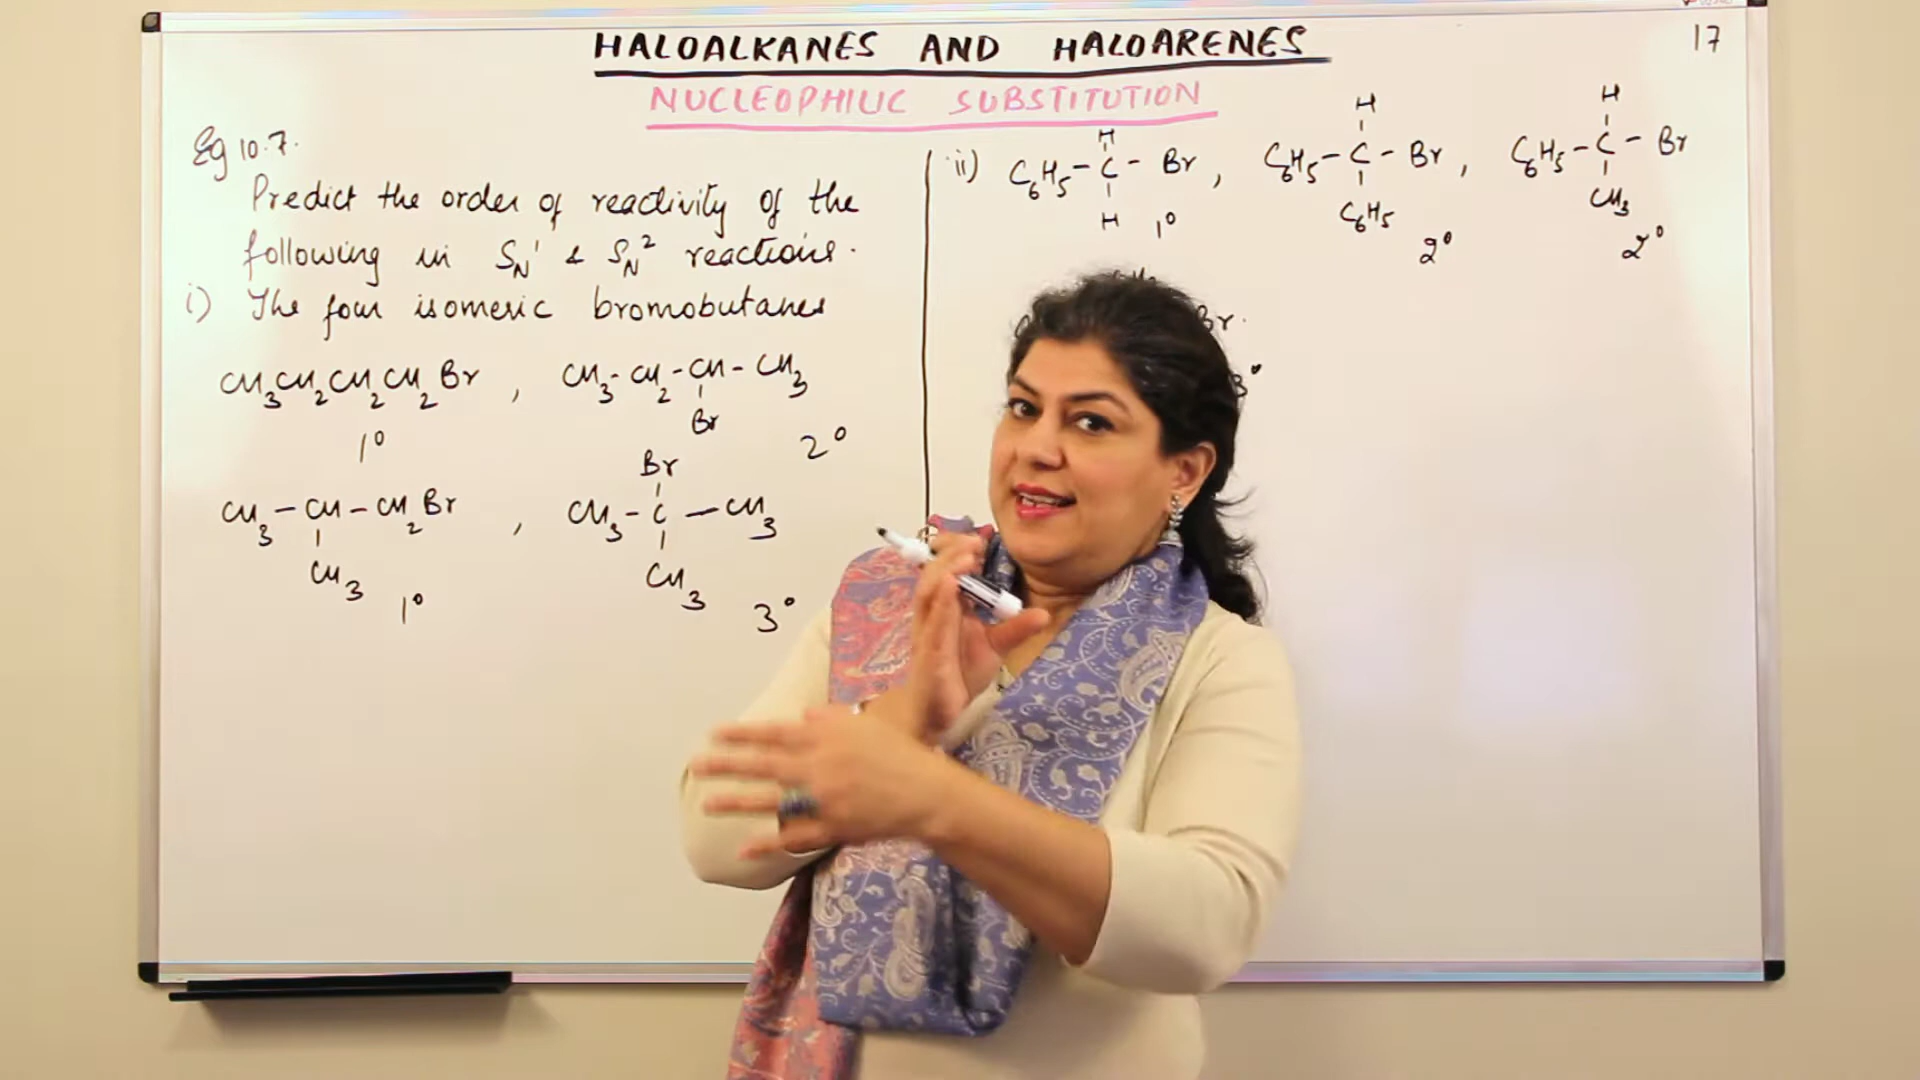 HALOALKANES AND HALOARENES
17
NUCLEOPHILIC SUBSTITUTION
Eg 10.7.
Predict the order of reactivity of the
following in SN1 & SN2 reactions.
i) The four isomeric bromobutanes
CH3CH2CH2CH2Br , CH3-CH2-CH-CH3
Br
1° 2°
Br
CH3-CH-CH2Br , CH3-C-CH3
CH3 CH3
1° 3°
H H H
ii) C6H5-C-Br , C6H5-C-Br , C6H5-C-Br
H C6H5 CH3
1° 2° 2°
Br.
3°